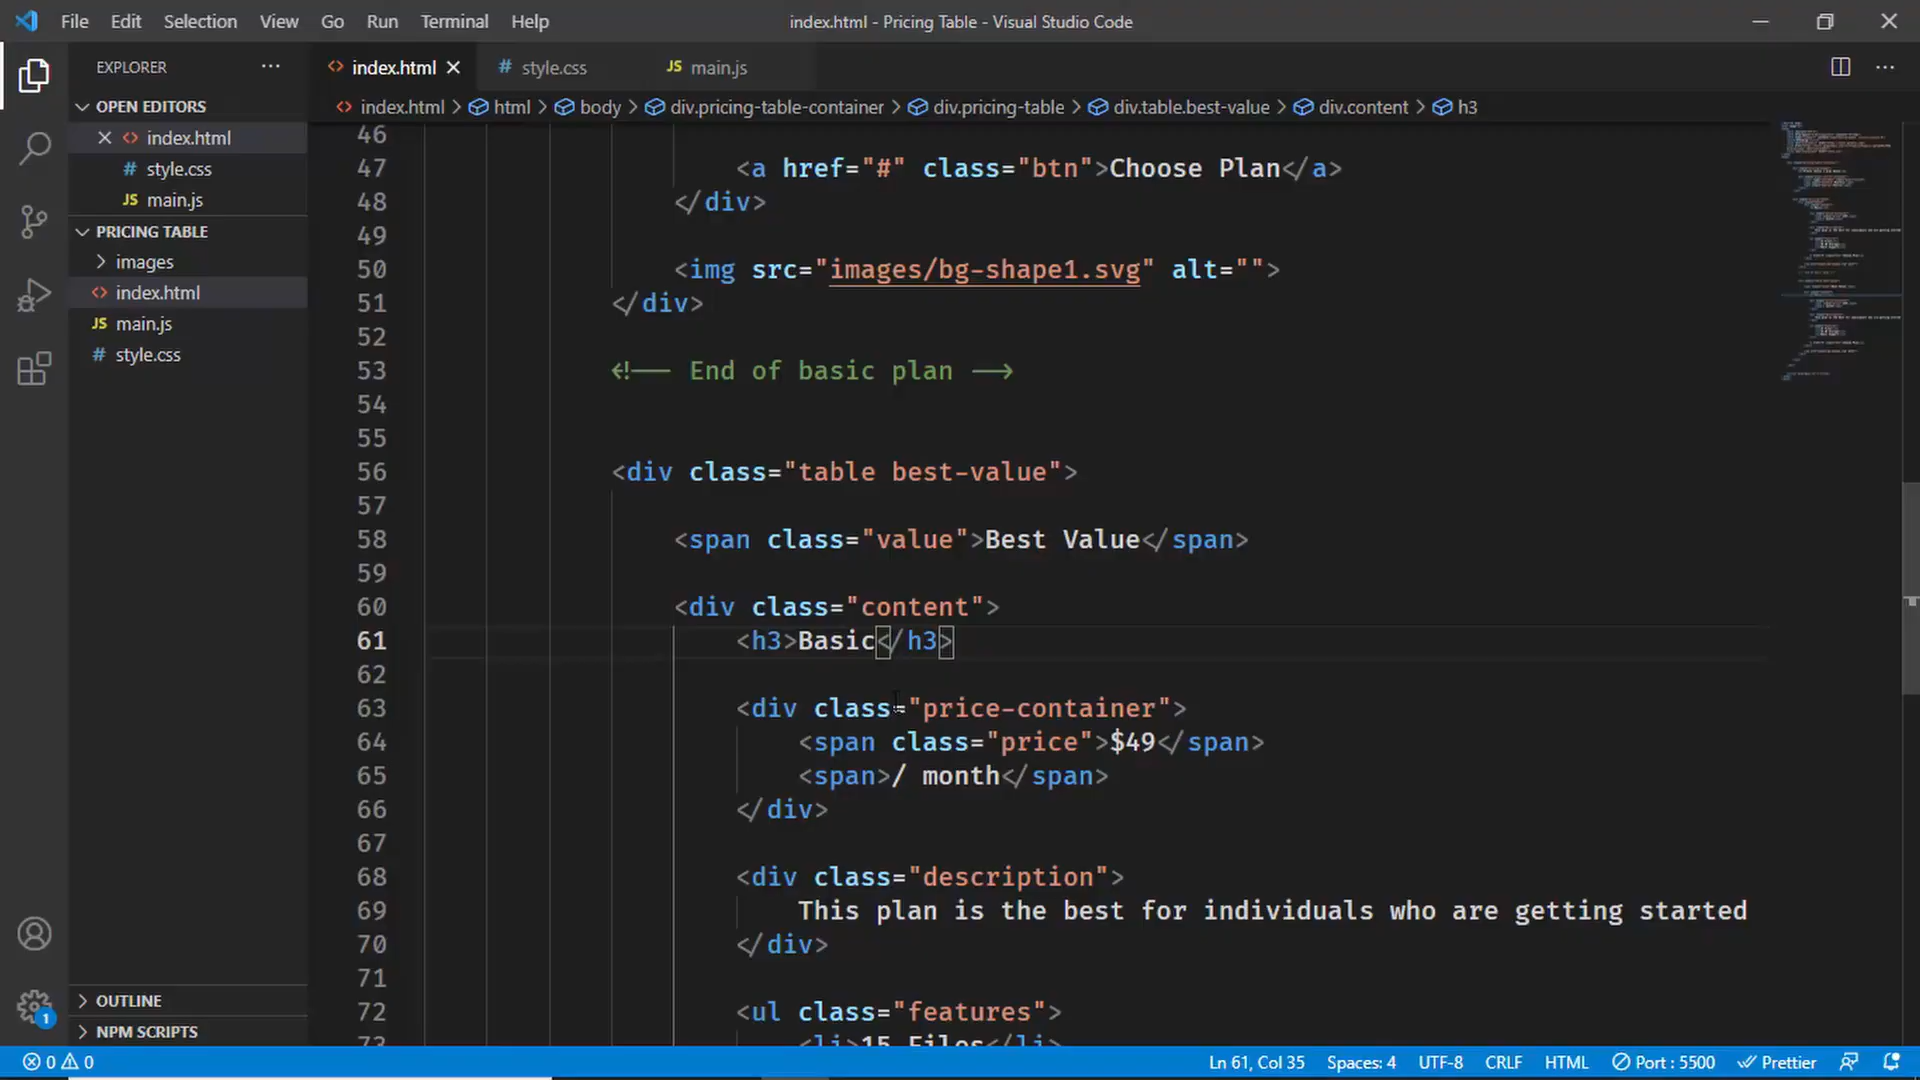 File Edit Selection View Go Run Terminal Help
index.html - Pricing Table - Visual Studio Code
EXPLORER
OPEN EDITORS
index.html
style.css
main.js
PRICING TABLE
images
index.html
main.js
style.css
OUTLINE
NPM SCRIPTS
index.html style.css main.js
index.html html body div.pricing-table-container div.pricing-table div.table.best-value div.content h3
46
47 <a href="#" class="btn">Choose Plan</a>
48 </div>
49
50 <img src="images/bg-shape1.svg" alt="">
51 </div>
52
53 <!-- End of basic plan -->
54
55
56 <div class="table best-value">
57
58 <span class="value">Best Value</span>
59
60 <div class="content">
61 <h3>Basic</h3>
62
63 <div class="price-container">
64 <span class="price">$49</span>
65 <span>/ month</span>
66 </div>
67
68 <div class="description">
69 This plan is the best for individuals who are getting started
70 </div>
71
72 <ul class="features">
73 <li>15 Files</li>
1
0 0 Ln 61, Col 35 Spaces: 4 UTF-8 CRLF HTML Port : 5500 Prettier